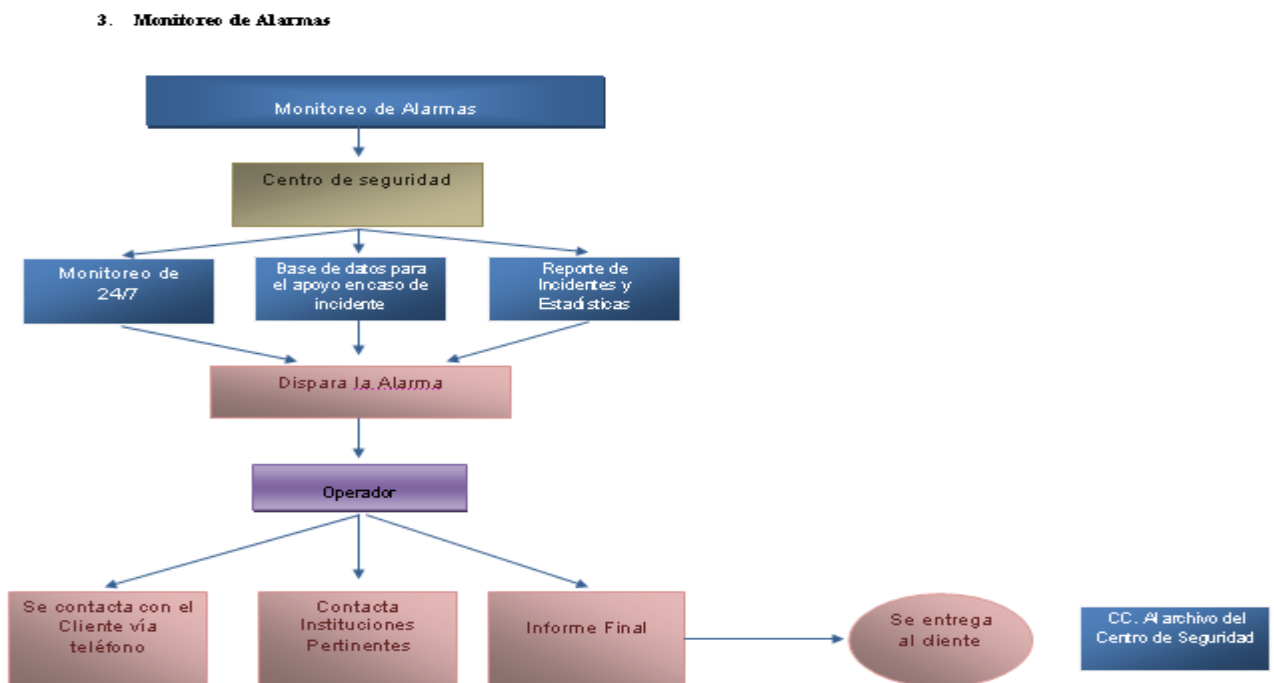 3. Monitoreo de Alarmas
Monitoreo de Alarmas
Centro de seguridad
Monitoreo de
24/7
Base de datos para
el apoyo en caso de
incidente
Reporte de
Incidentes y
Estadísticas
Dispara la Alarma
Operador
Se contacta con el
Cliente vía
teléfono
Contacta
Instituciones
Pertinentes
Informe Final
Se entrega
al cliente
CC. Al archivo del
Centro de Seguridad